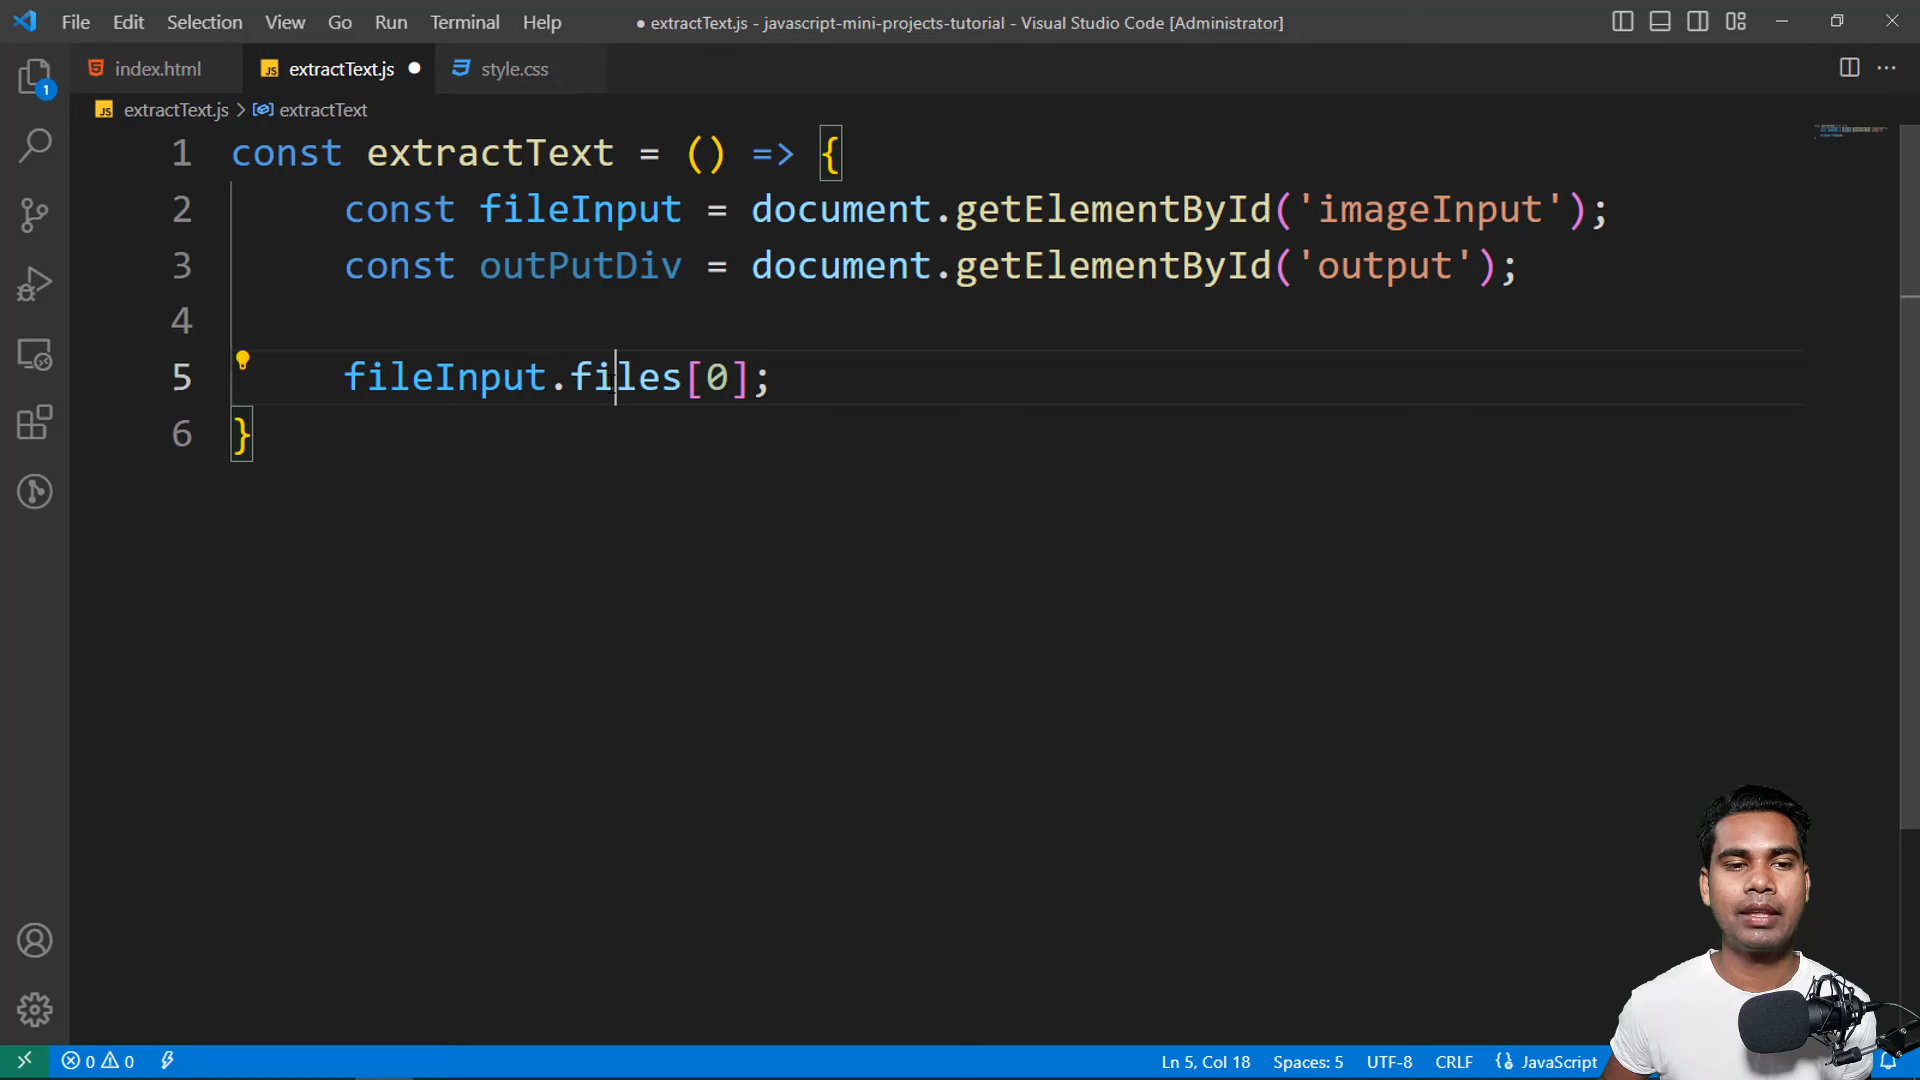 File Edit Selection View Go Run Terminal Help ● extractText.js - javascript-mini-projects-tutorial - Visual Studio Code [Administrator]
index.html JS extractText.js ● style.css
1
JS extractText.js > extractText
1 const extractText = () => {
2 const fileInput = document.getElementById('imageInput');
3 const outPutDiv = document.getElementById('output');
4
5 fileInput.files[0];
6 }
0 0 Ln 5, Col 18 Spaces: 5 UTF-8 CRLF {} JavaScript